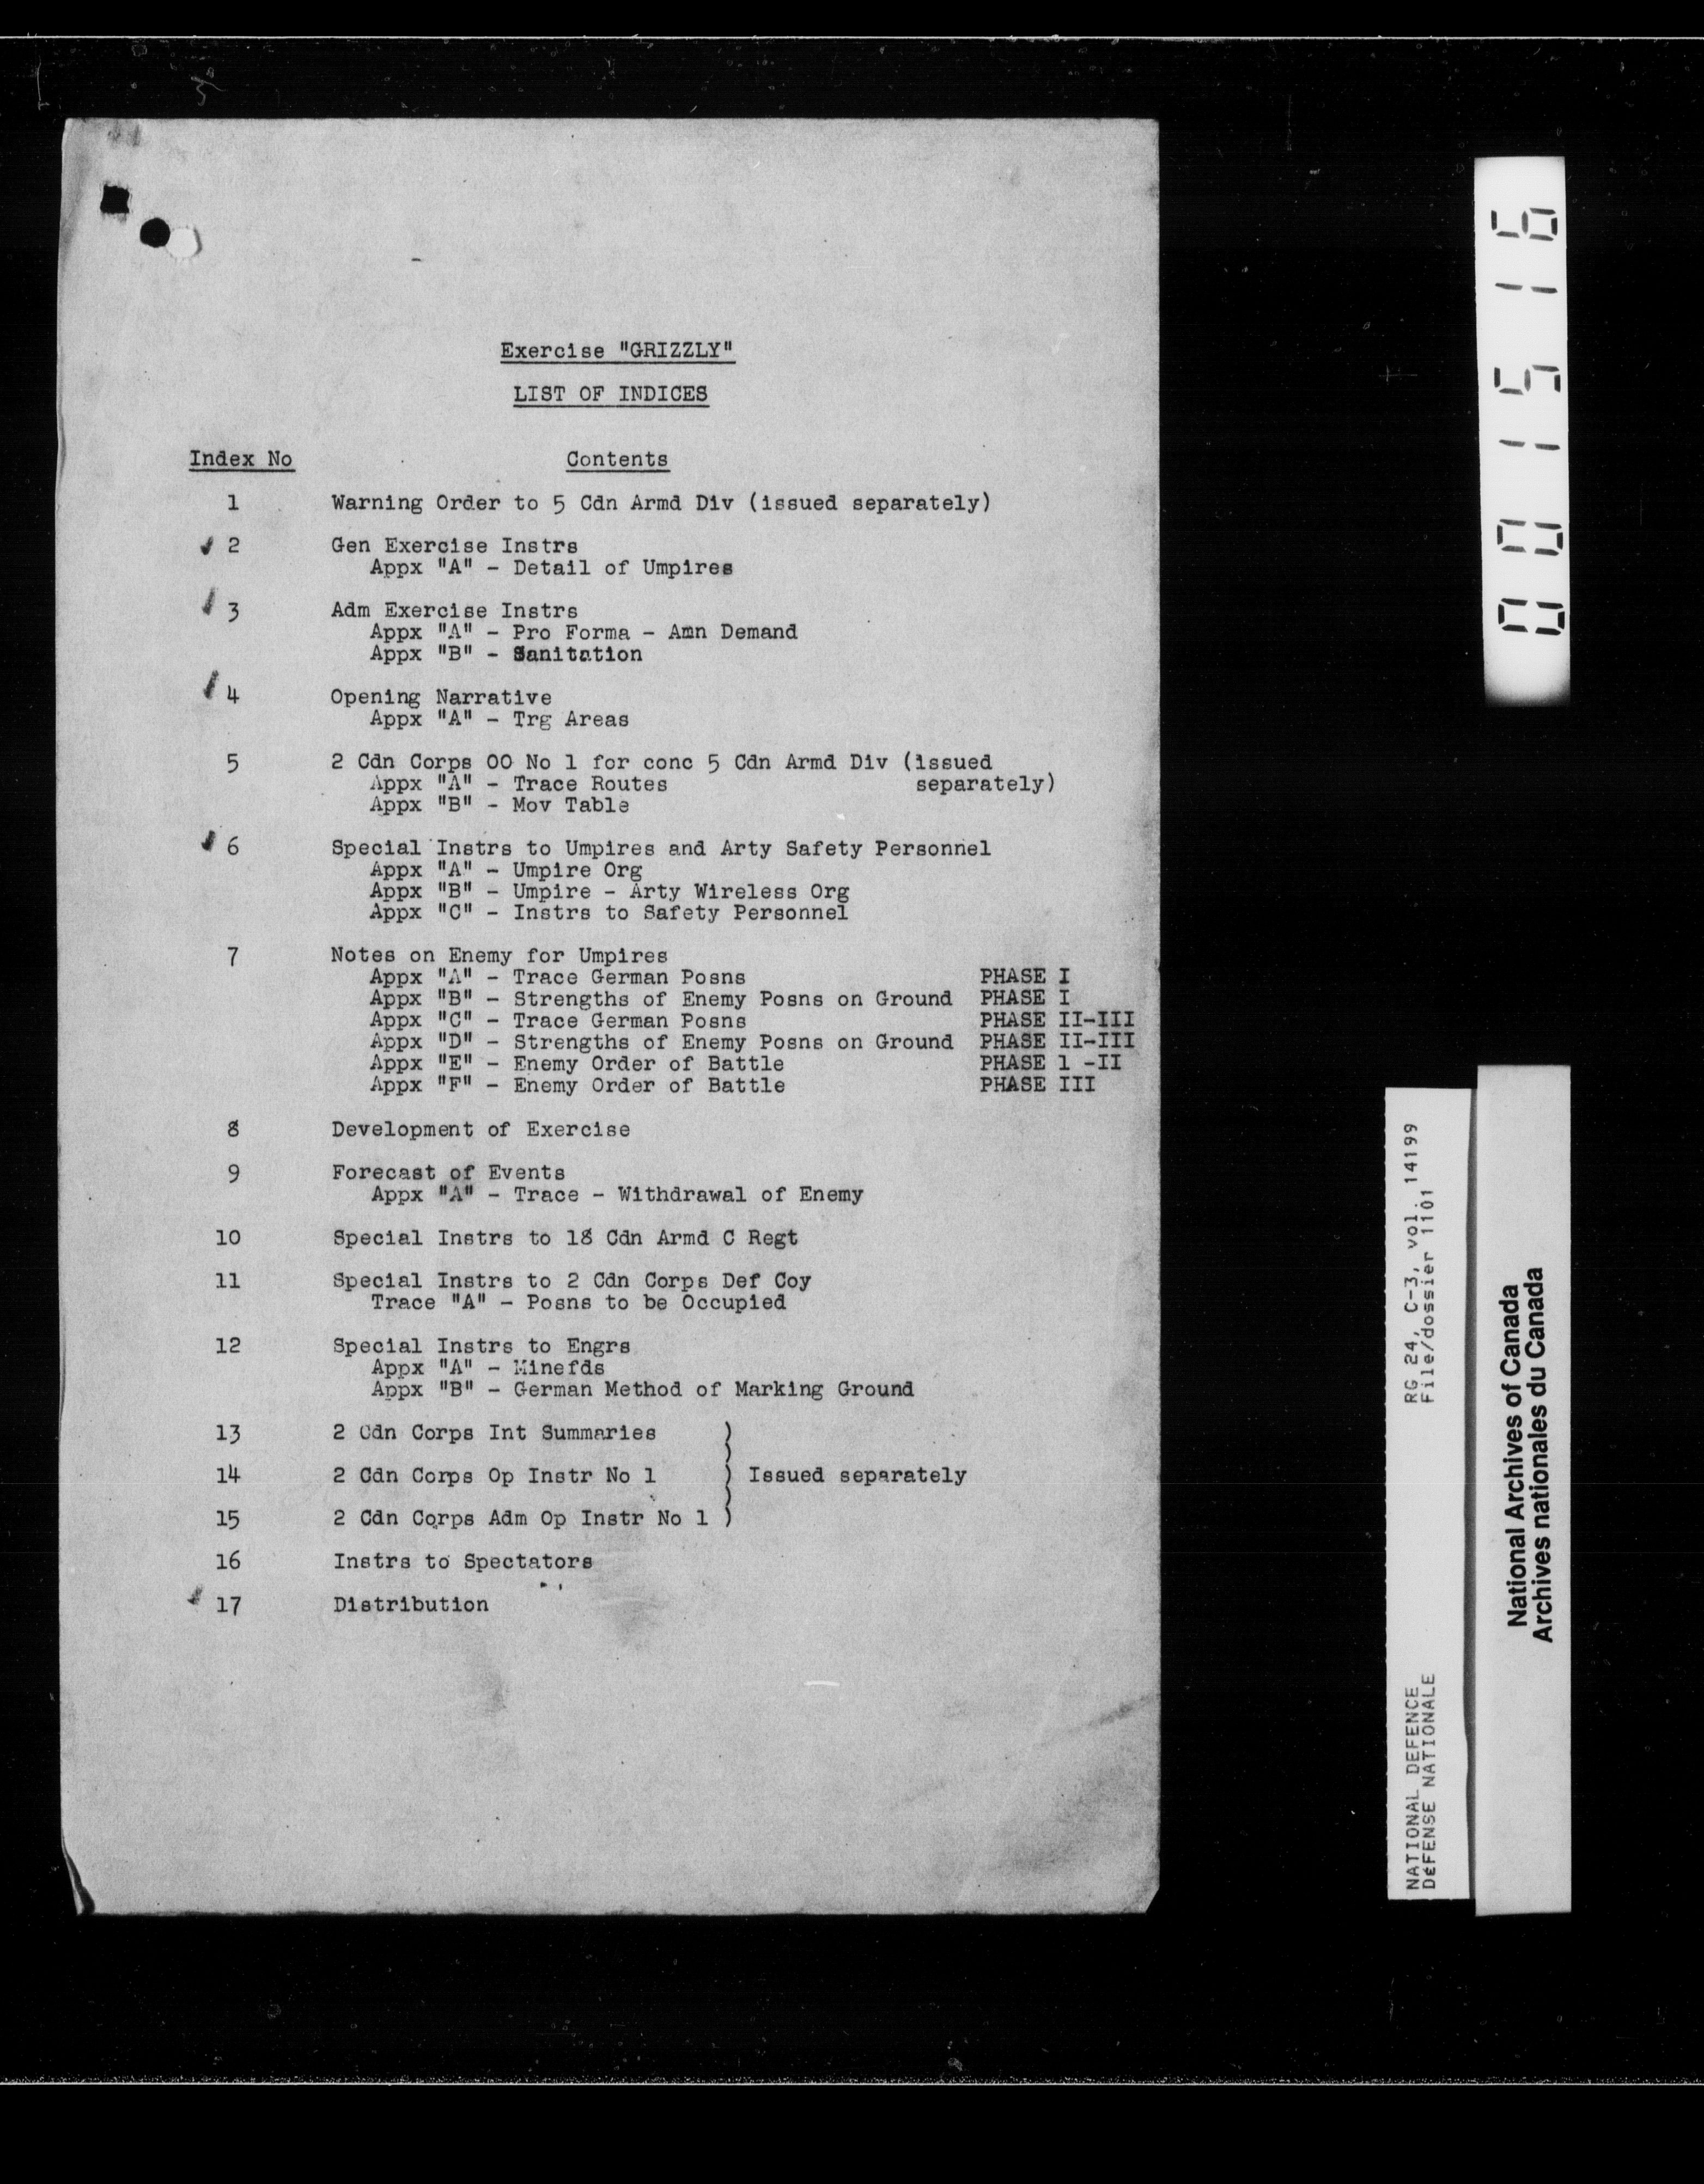 Exercise "GRIZZLY"
LIST OF INDICES
Index No Contents
1 Warning Order to 5 Cdn Armd Div (issued separately)
2 Gen Exercise Instrs
Appx "A" - Detail of Umpires
3 Adm Exercise Instrs
Appx "A" - Pro Forma - Amn Demand
Appx "B" - Sanitation
4 Opening Narrative
Appx "A" - Trg Areas
5 2 Cdn Corps OO No 1 for conc 5 Cdn Armd Div (issued
Appx "A" - Trace Routes separately)
Appx "B" - Mov Table
6 Special Instrs to Umpires and Arty Safety Personnel
Appx "A" - Umpire Org
Appx "B" - Umpire - Arty Wireless Org
Appx "C" - Instrs to Safety Personnel
7 Notes on Enemy for Umpires
Appx "A" - Trace German Posns PHASE I
Appx "B" - Strengths of Enemy Posns on Ground PHASE I
Appx "C" - Trace German Posns PHASE II-III
Appx "D" - Strengths of Enemy Posns on Ground PHASE II-III
Appx "E" - Enemy Order of Battle PHASE 1 -II
Appx "F" - Enemy Order of Battle PHASE III
8 Development of Exercise
9 Forecast of Events
Appx "A" - Trace - Withdrawal of Enemy
10 Special Instrs to 18 Cdn Armd C Regt
11 Special Instrs to 2 Cdn Corps Def Coy
Trace "A" - Posns to be Occupied
12 Special Instrs to Engrs
Appx "A" - Minefds
Appx "B" - German Method of Marking Ground
13 2 Cdn Corps Int Summaries )
14 2 Cdn Corps Op Instr No 1 ) Issued separately
15 2 Cdn Corps Adm Op Instr No 1 )
16 Instrs to Spectators
17 Distribution
001516
NATIONAL DEFENCE RG 24, C-3, vol. 14199
DéFENSE NATIONALE File/dossier 1101
National Archives of Canada
Archives nationales du Canada